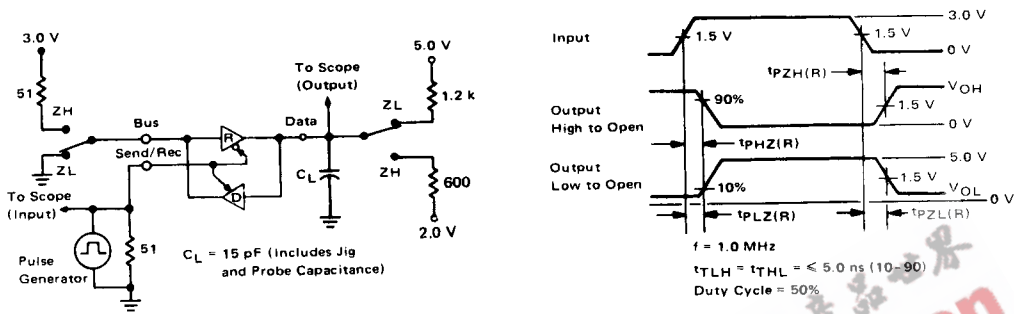 3.0 V
51
ZH
ZL
Bus
Send/Rec
R
D
To Scope
(Output)
Data
CL
5.0 V
1.2 k
ZL
ZH
600
2.0 V
To Scope
(Input)
Pulse
Generator
51
CL = 15 pF (Includes Jig
and Probe Capacitance)
Input
3.0 V
1.5 V
1.5 V
0 V
tPZH(R)
Output
High to Open
90%
VOH
1.5 V
0 V
tPHZ(R)
Output
Low to Open
5.0 V
10%
1.5 V
VOL
0 V
tPLZ(R)
tPZL(R)
f = 1.0 MHz
tTLH = tTHL = ≤ 5.0 ns (10-90)
Duty Cycle = 50%